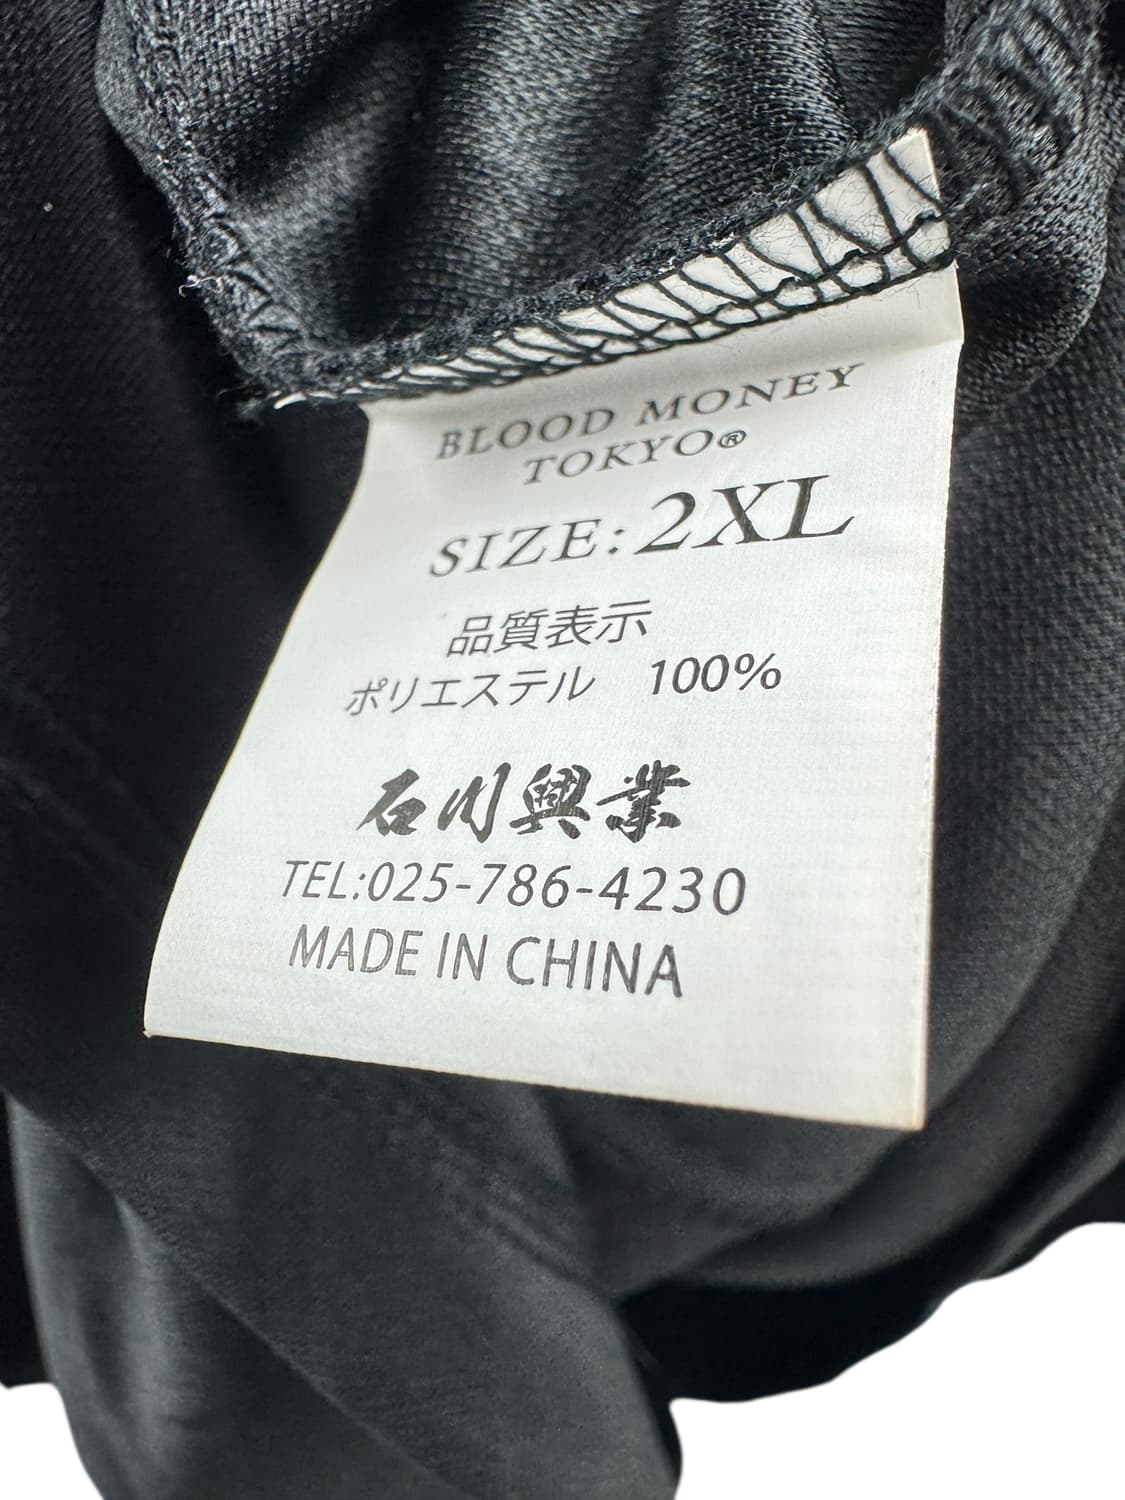 BLOOD MONEY
TOKYO®
SIZE: 2XL
品質表示
ポリエステル 100%
石川興業
TEL:025-786-4230
MADE IN CHINA